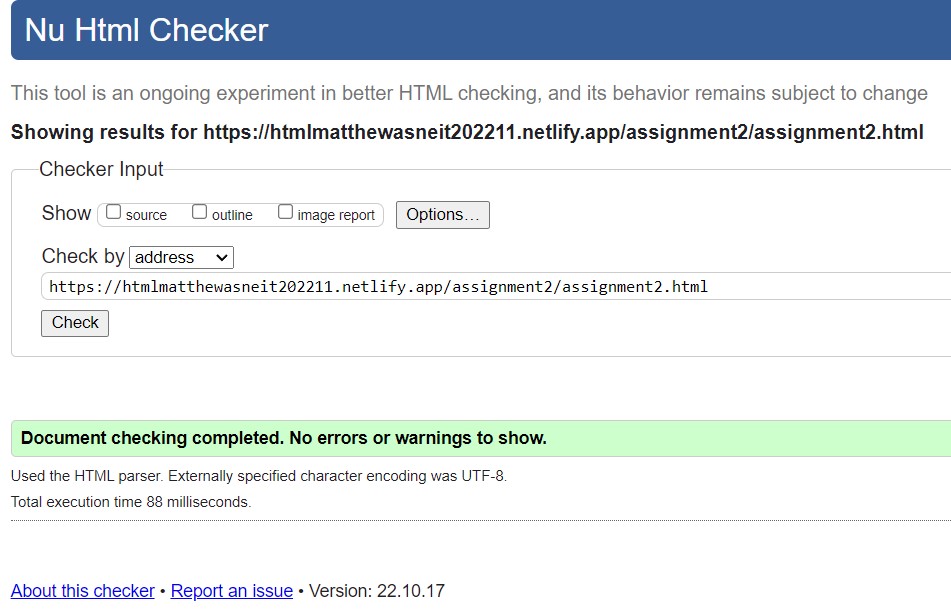 Nu Html Checker
This tool is an ongoing experiment in better HTML checking, and its behavior remains subject to change
Showing results for https://htmlmatthewasneit202211.netlify.app/assignment2/assignment2.html
Checker Input
Show source outline image report Options…
Check by address
https://htmlmatthewasneit202211.netlify.app/assignment2/assignment2.html
Check
Document checking completed. No errors or warnings to show.
Used the HTML parser. Externally specified character encoding was UTF-8.
Total execution time 88 milliseconds.
About this checker • Report an issue • Version: 22.10.17